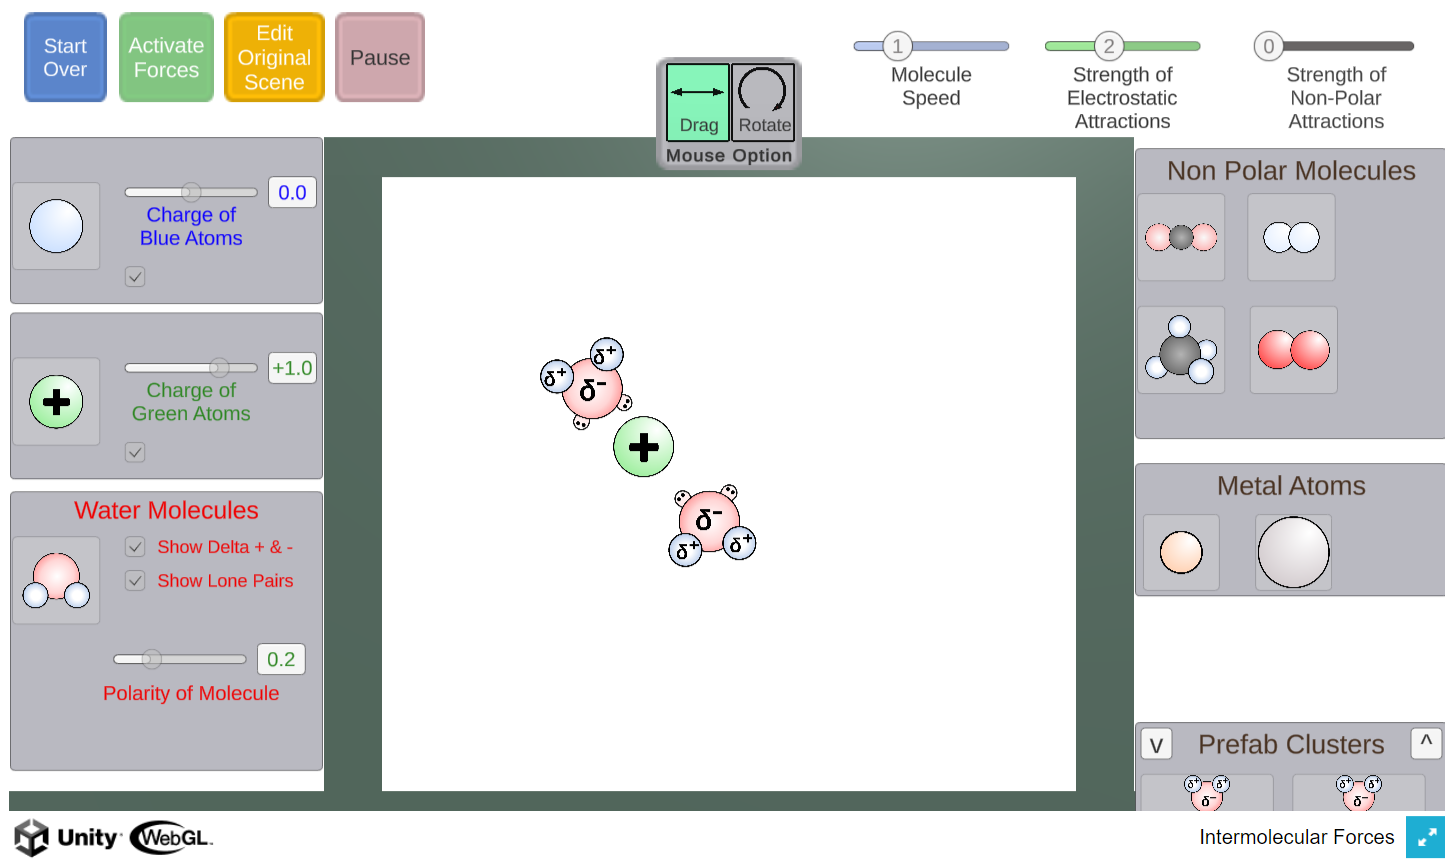 Start
Over
Activate
Forces
Edit
Original
Scene
Pause
Drag
Rotate
Mouse Option
1
Molecule
Speed
2
Strength of
Electrostatic
Attractions
0
Strength of
Non-Polar
Attractions
0.0
Charge of
Blue Atoms
+
+1.0
Charge of
Green Atoms
Water Molecules
Show Delta + & -
Show Lone Pairs
0.2
Polarity of Molecule
δ+
δ+
δ-
+
δ-
δ+
δ+
Non Polar Molecules
Metal Atoms
v
Prefab Clusters
^
δ+ δ+
δ-
δ+ δ+
δ-
Unity
WebGL
Intermolecular Forces